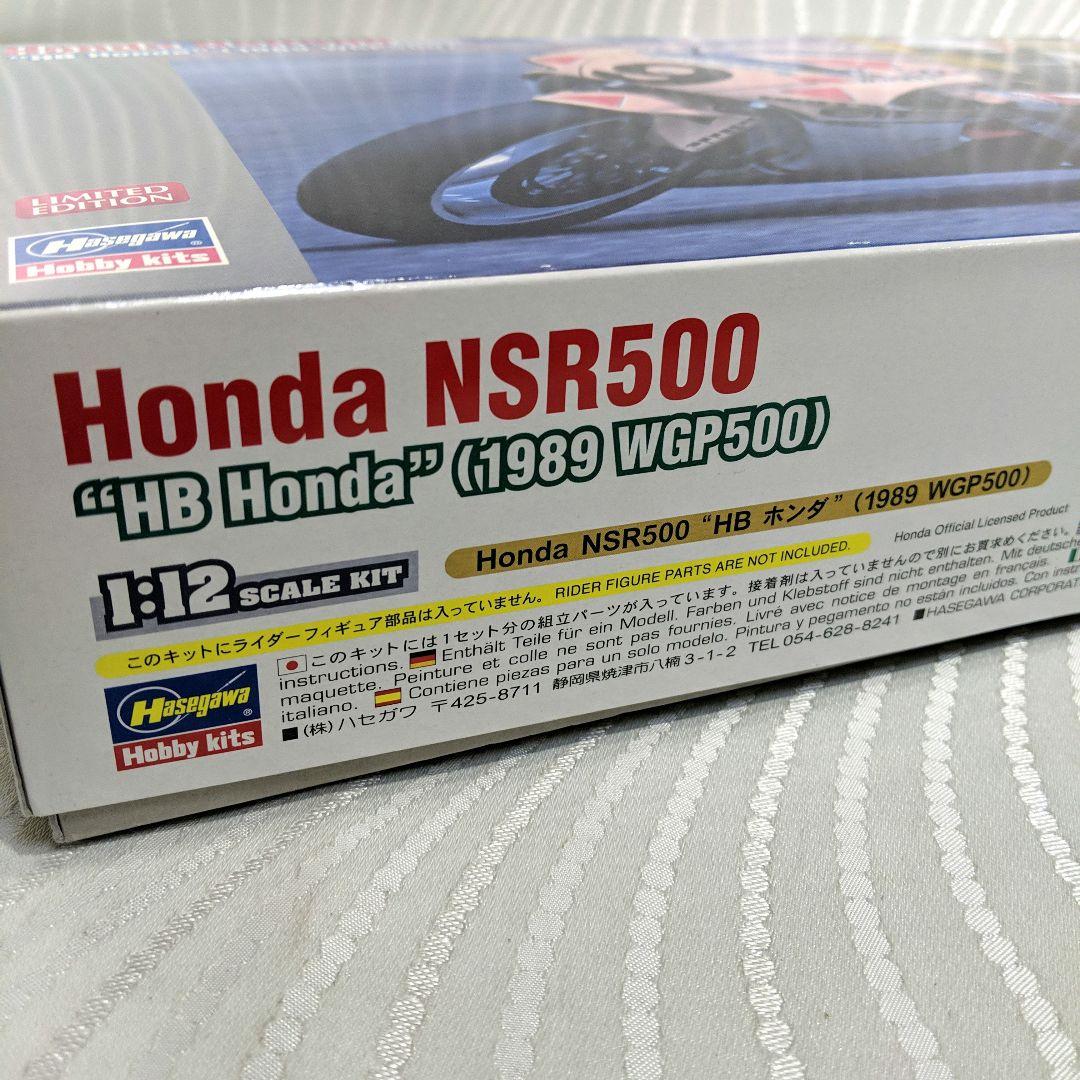 LIMITED
EDITION
Hasegawa
Hobby kits
Honda NSR500
“HB Honda” (1989 WGP500)
Honda NSR500 “HB ホンダ” (1989 WGP500)
1:12 SCALE KIT
Honda Official Licensed Product
このキットにライダーフィギュア部品は入っていません。 RIDER FIGURE PARTS ARE NOT INCLUDED.
このキットには1セット分の組立パーツが入っています。接着剤は入っていませんので別にお買求めください。
instructions. Enthält Teile für ein Modell. Farben und Klebstoff sind nicht enthalten. Mit deutsche
maquette. Peinture et colle ne sont pas fournies. Livré avec notice de montage en francais.
italiano. Contiene piezas para un solo modelo. Pintura y pegamento no están incluidos. Con inst
■(株)ハセガワ 〒425-8711 静岡県焼津市八楠3-1-2 TEL 054-628-8241 ■HASEGAWA CORPORAT
Hasegawa
Hobby kits